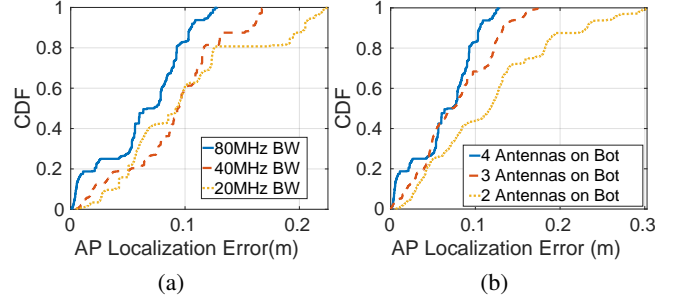 1
0.8
0.6
0.4
0.2
0
CDF
0
0.1
0.2
AP Localization Error(m)
80MHz BW
40MHz BW
20MHz BW
(a)
1
0.8
0.6
0.4
0.2
0
CDF
0
0.1
0.2
0.3
AP Localization Error (m)
4 Antennas on Bot
3 Antennas on Bot
2 Antennas on Bot
(b)